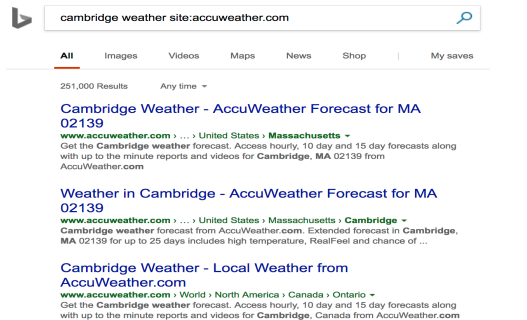 cambridge weather site:accuweather.com
All Images Videos Maps News Shop | My saves
251,000 Results Any time
Cambridge Weather - AccuWeather Forecast for MA
02139
www.accuweather.com › ... › United States › Massachusetts
Get the Cambridge weather forecast. Access hourly, 10 day and 15 day forecasts along
with up to the minute reports and videos for Cambridge, MA 02139 from
AccuWeather.com
Weather in Cambridge - AccuWeather Forecast for MA
02139
www.accuweather.com › ... › United States › Massachusetts › Cambridge
Cambridge weather forecast from AccuWeather.com. Extended forecast in Cambridge,
MA 02139 for up to 25 days includes high temperature, RealFeel and chance of ...
Cambridge Weather - Local Weather from
AccuWeather.com
www.accuweather.com › World › North America › Canada › Ontario
Get the Cambridge weather forecast. Access hourly, 10 day and 15 day forecasts along
with up to the minute reports and videos for Cambridge, Canada from AccuWeather.com